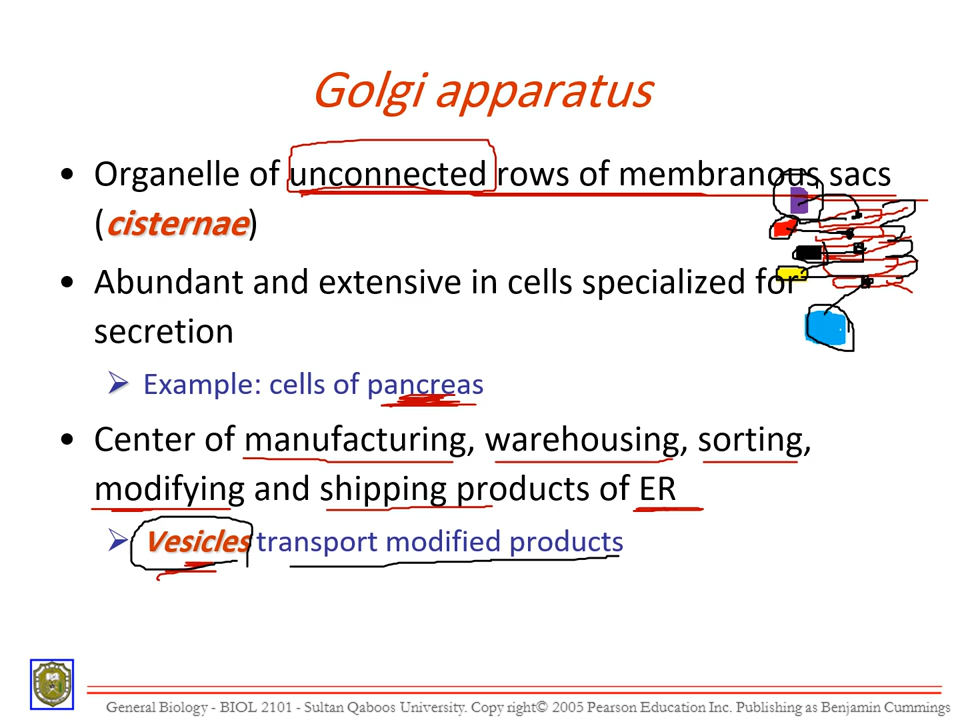 Golgi apparatus
• Organelle of unconnected rows of membranous sacs
(cisternae)
• Abundant and extensive in cells specialized for
secretion
Example: cells of pancreas
• Center of manufacturing, warehousing, sorting,
modifying and shipping products of ER
Vesicles transport modified products
General Biology - BIOL 2101 - Sultan Qaboos University. Copy right© 2005 Pearson Education Inc. Publishing as Benjamin Cummings